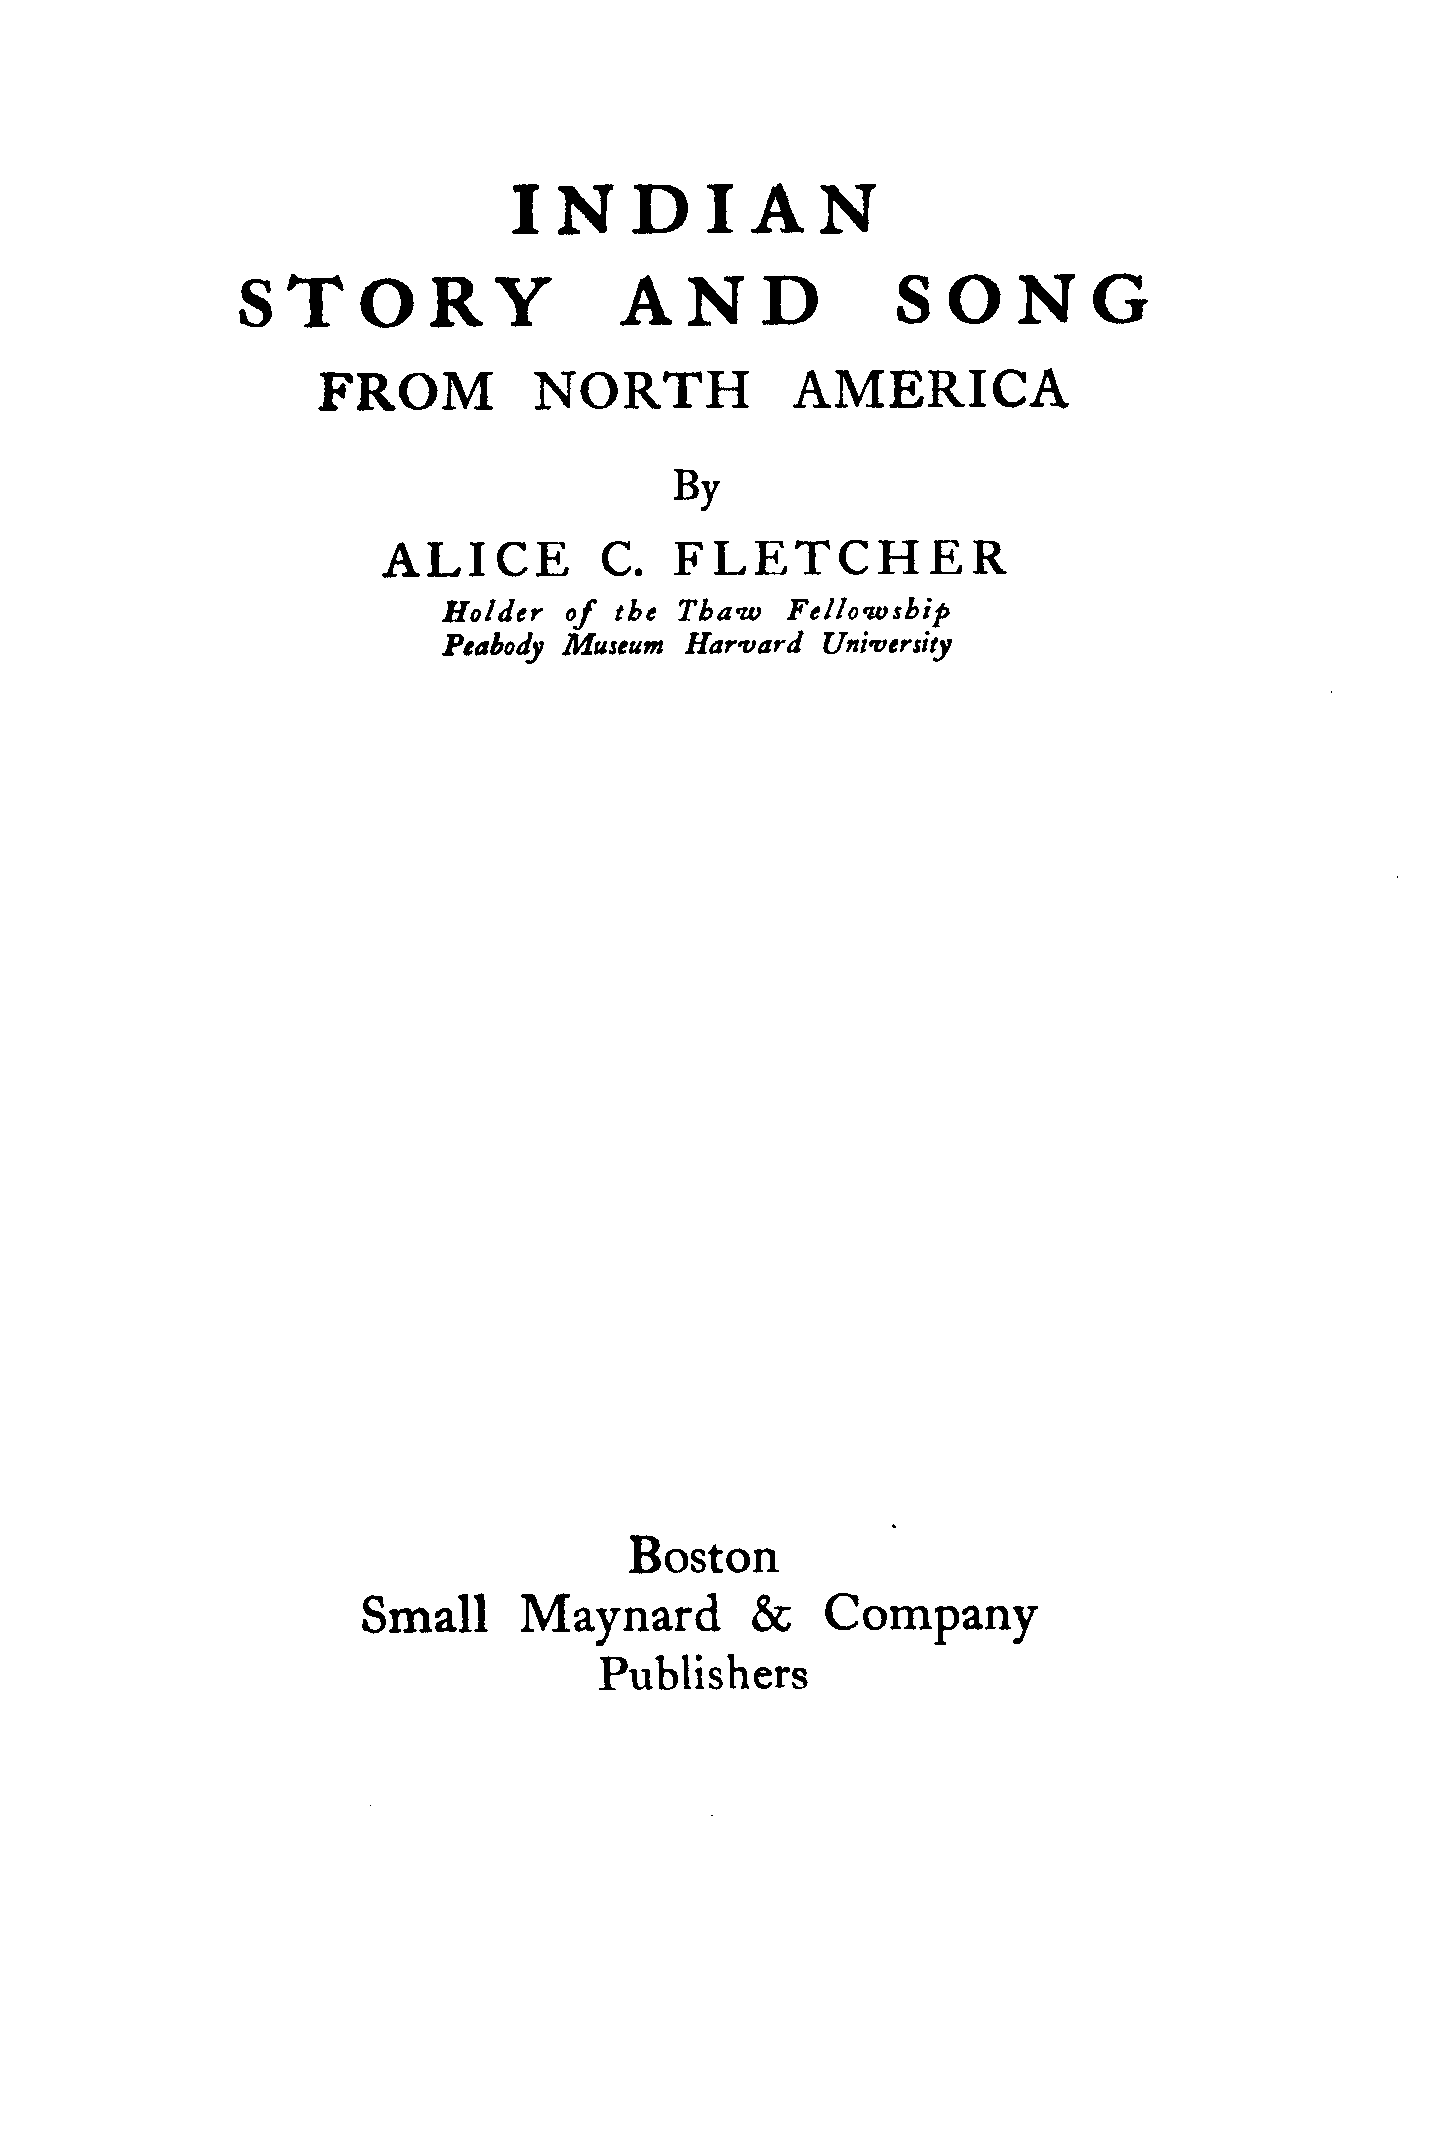 INDIAN
STORY AND SONG
FROM NORTH AMERICA
By
ALICE C. FLETCHER
Holder of the Thaw Fellowship
Peabody Museum Harvard University
Boston
Small Maynard & Company
Publishers